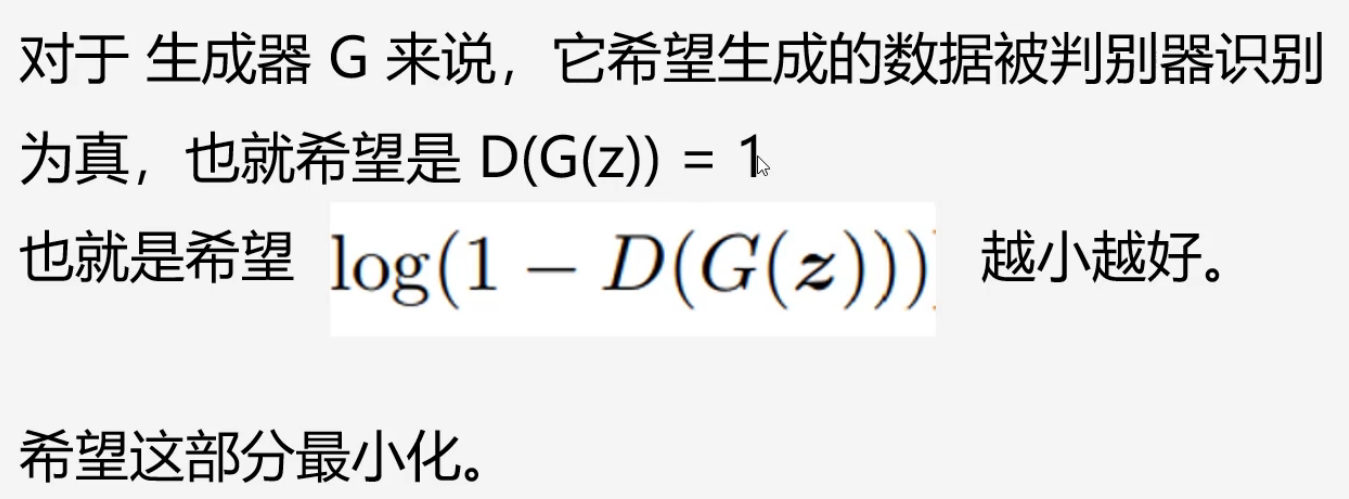 对于 生成器 G 来说，它希望生成的数据被判别器识别
为真，也就希望是 D(G(z)) = 1
也就是希望 log(1 − D(G(z))) 越小越好。
希望这部分最小化。